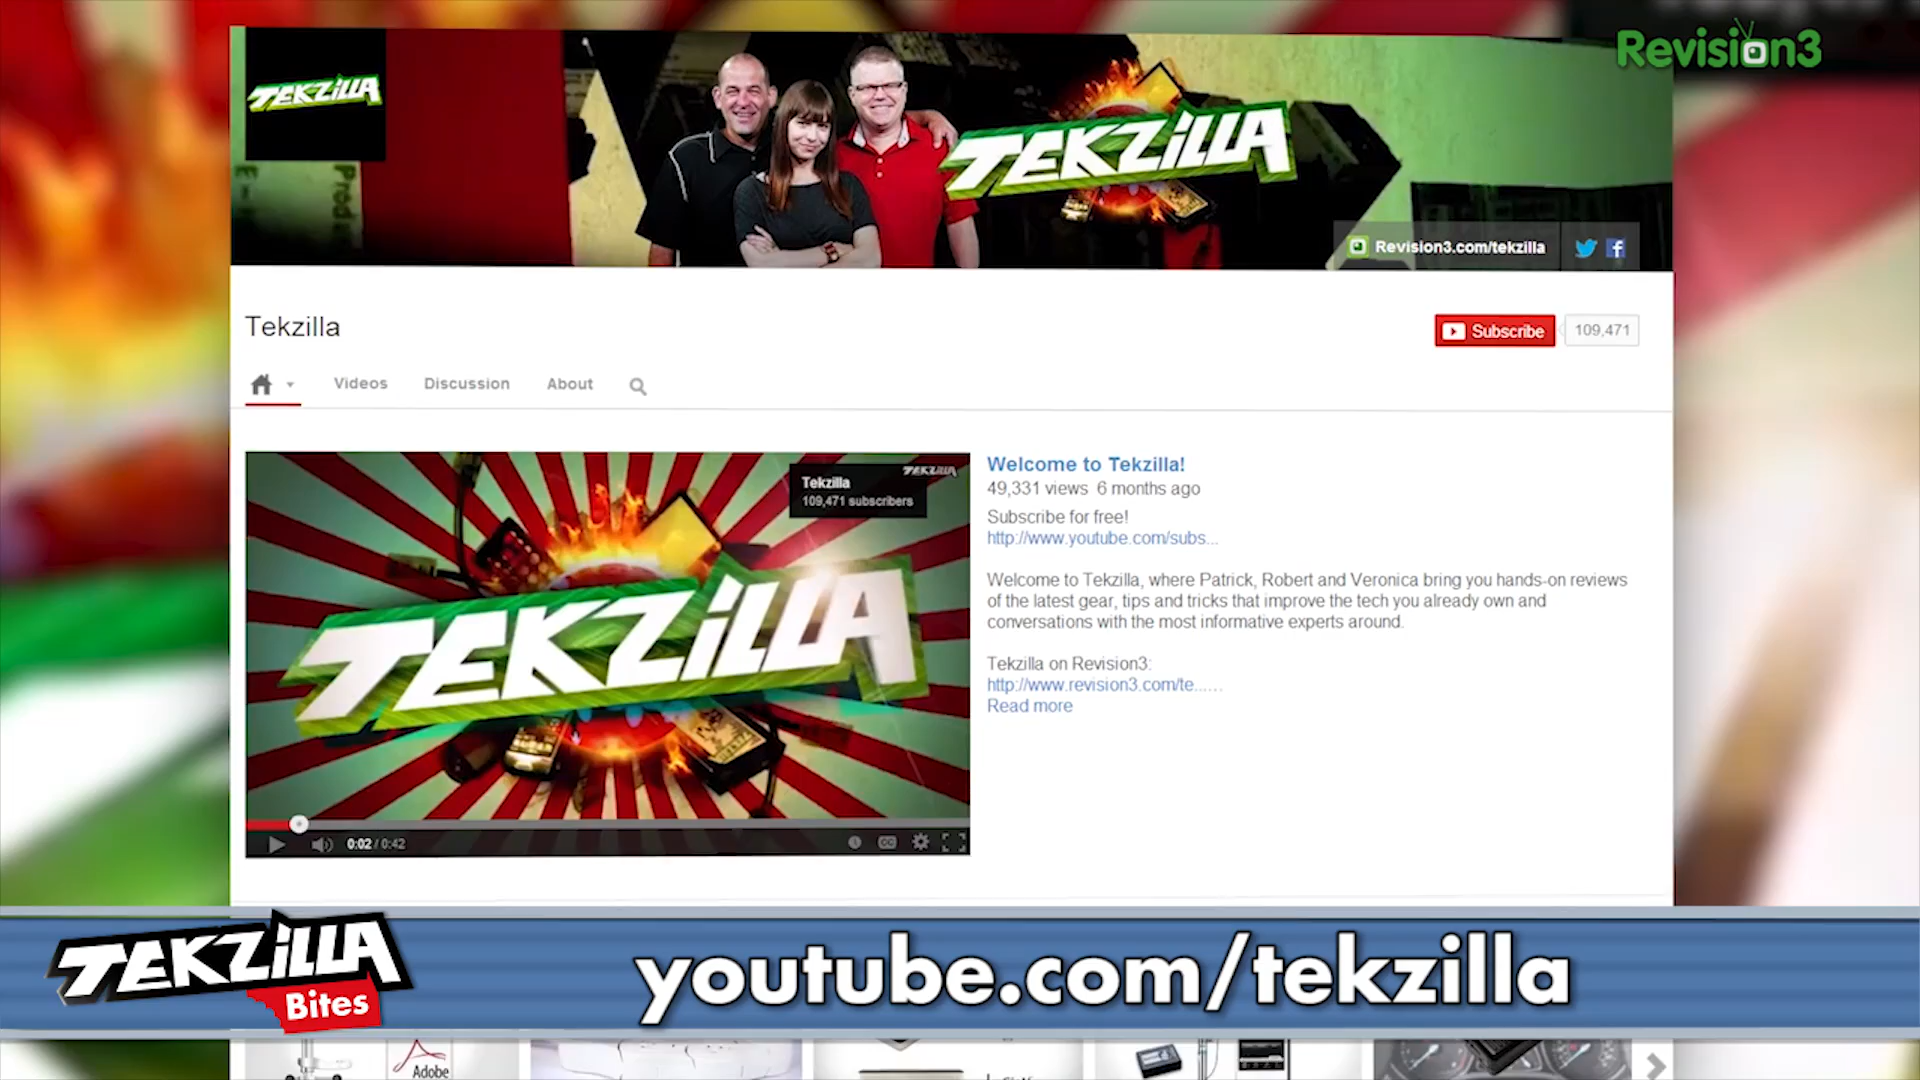 Revision3
TEKZILLA
TEKZILLA
Revision3.com/tekzilla
Tekzilla
Subscribe
109,471
Videos
Discussion
About
Tekzilla
109,471 subscribers
TEKZILLA
TEKZILLA
0:02 / 0:42
Welcome to Tekzilla!
49,331 views 6 months ago
Subscribe for free!
http://www.youtube.com/subs...
Welcome to Tekzilla, where Patrick, Robert and Veronica bring you hands-on reviews
of the latest gear, tips and tricks that improve the tech you already own and
conversations with the most informative experts around.
Tekzilla on Revision3:
http://www.revision3.com/te......
Read more
TEKZILLA
Bites
youtube.com/tekzilla
Adobe